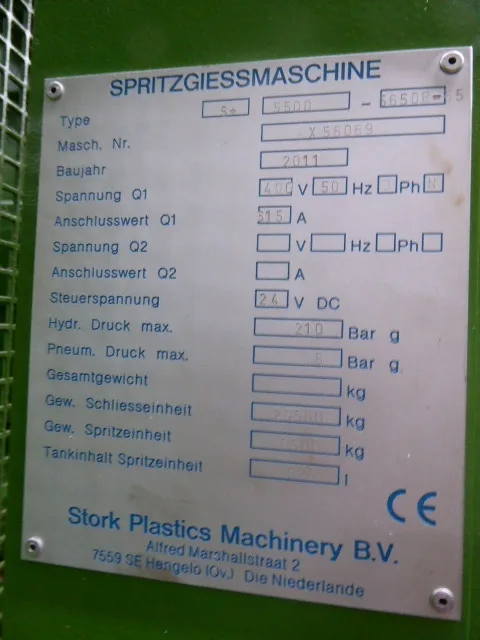 SPRITZGIESSMASCHINE
Type 5500 -
Masch. Nr. X55089
Baujahr 2011
Spannung Q1 400 V 50 Hz Ph N
Anschlusswert Q1 515 A
Spannung Q2 V Hz Ph
Anschlusswert Q2 A
Steuerspannung 24 V DC
Hydr. Druck max. 210 Bar g
Pneum. Druck max. Bar g.
Gesamtgewicht kg
Gew. Schliesseinheit kg
Gew. Spritzeinheit kg
Tankinhalt Spritzeinheit l
CE
Stork Plastics Machinery B.V.
Alfred Marshallstraat 2
7559 SE Hengelo (Ov.) Die Niederlande